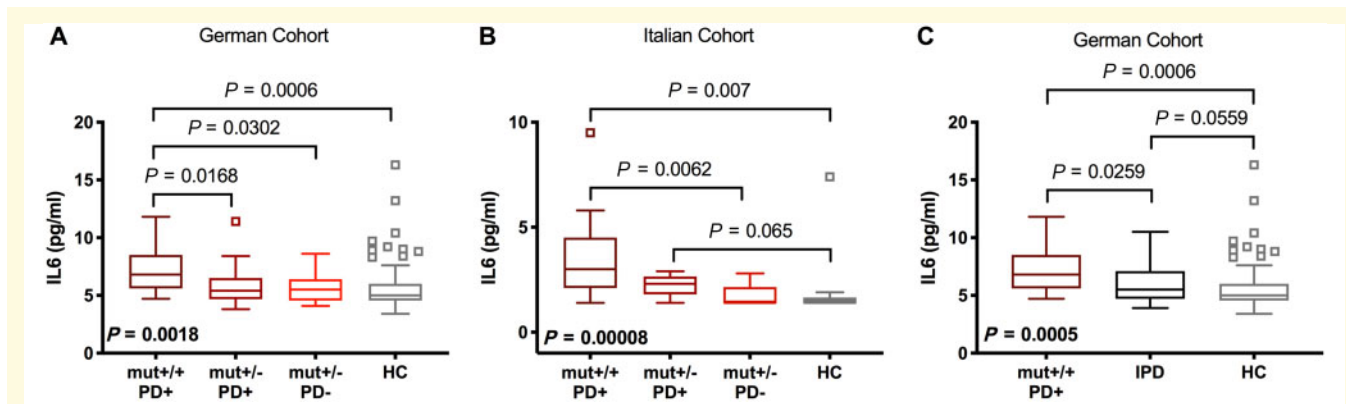 A
German Cohort
P = 0.0006
P = 0.0302
P = 0.0168
20
15
10
5
0
IL6 (pg/ml)
P = 0.0018
mut+/+ PD+
mut+/- PD+
mut+/- PD-
HC
B
Italian Cohort
P = 0.007
P = 0.0062
P = 0.065
10
5
0
IL6 (pg/ml)
P = 0.00008
mut+/+ PD+
mut+/- PD+
mut+/- PD-
HC
C
German Cohort
P = 0.0006
P = 0.0559
P = 0.0259
20
15
10
5
0
IL6 (pg/ml)
P = 0.0005
mut+/+ PD+
IPD
HC